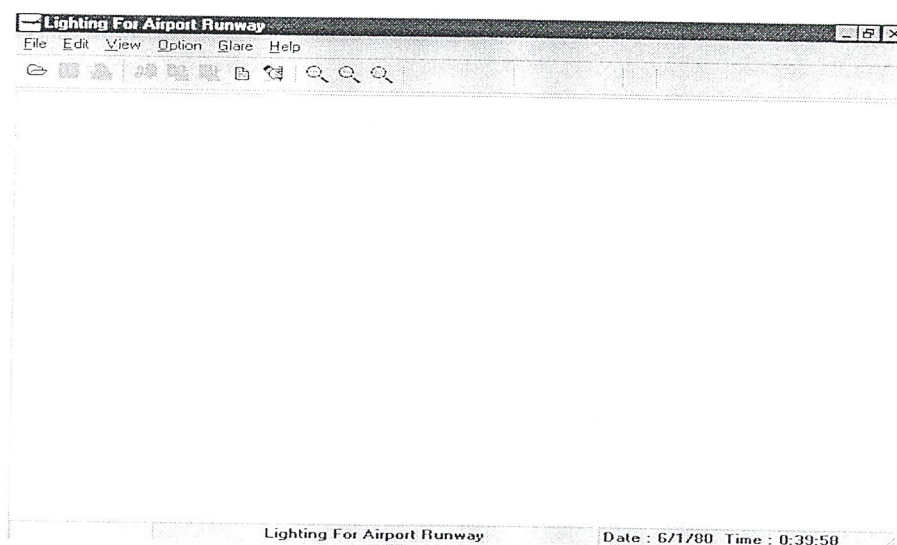 Lighting For Airport Runway
File Edit View Option Glare Help
Lighting For Airport Runway Date : 6/1/80 Time : 0:39:58